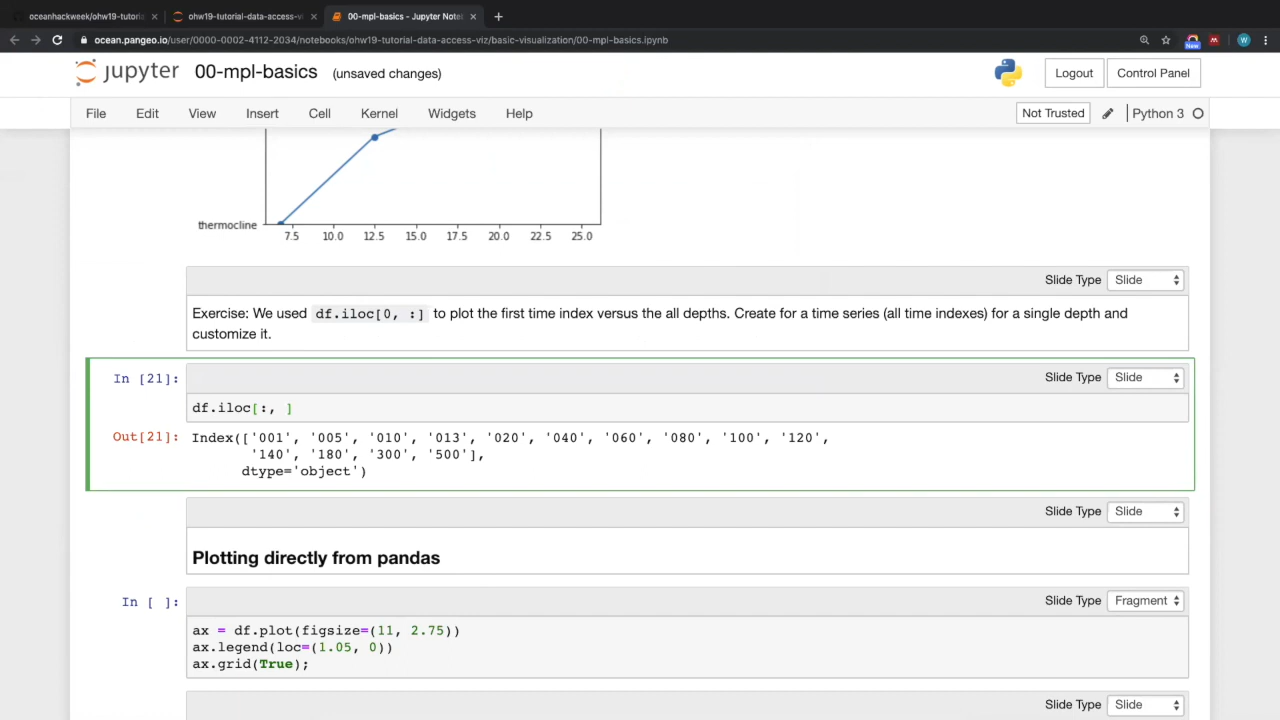 oceanhackweek/ohw19-tutoria
ohw19-tutorial-data-access-vi
00-mpl-basics - Jupyter Note
ocean.pangeo.io/user/0000-0002-4112-2034/notebooks/ohw19-tutorial-data-access-viz/basic-visualization/00-mpl-basics.ipynb
New
W
jupyter 00-mpl-basics (unsaved changes) Logout Control Panel
File Edit View Insert Cell Kernel Widgets Help Not Trusted Python 3
thermocline
7.5 10.0 12.5 15.0 17.5 20.0 22.5 25.0
Slide Type Slide
Exercise: We used df.iloc[0, :] to plot the first time index versus the all depths. Create for a time series (all time indexes) for a single depth and
customize it.
In [21]: Slide Type Slide
df.iloc[:, ]
Out[21]: Index(['001', '005', '010', '013', '020', '040', '060', '080', '100', '120',
'140', '180', '300', '500'],
dtype='object')
Slide Type Slide
Plotting directly from pandas
In [ ]: Slide Type Fragment
ax = df.plot(figsize=(11, 2.75))
ax.legend(loc=(1.05, 0))
ax.grid(True);
Slide Type Slide